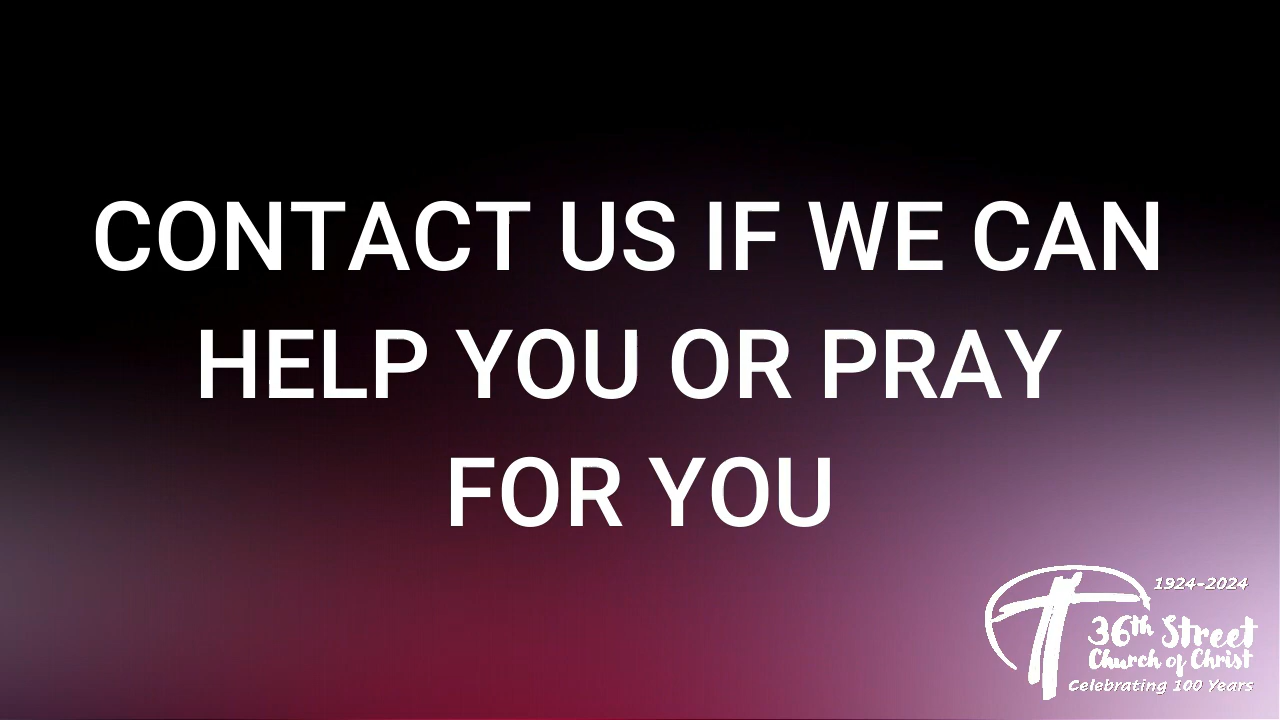 CONTACT US IF WE CAN
HELP YOU OR PRAY
FOR YOU
1924-2024
36th Street
Church of Christ
Celebrating 100 Years